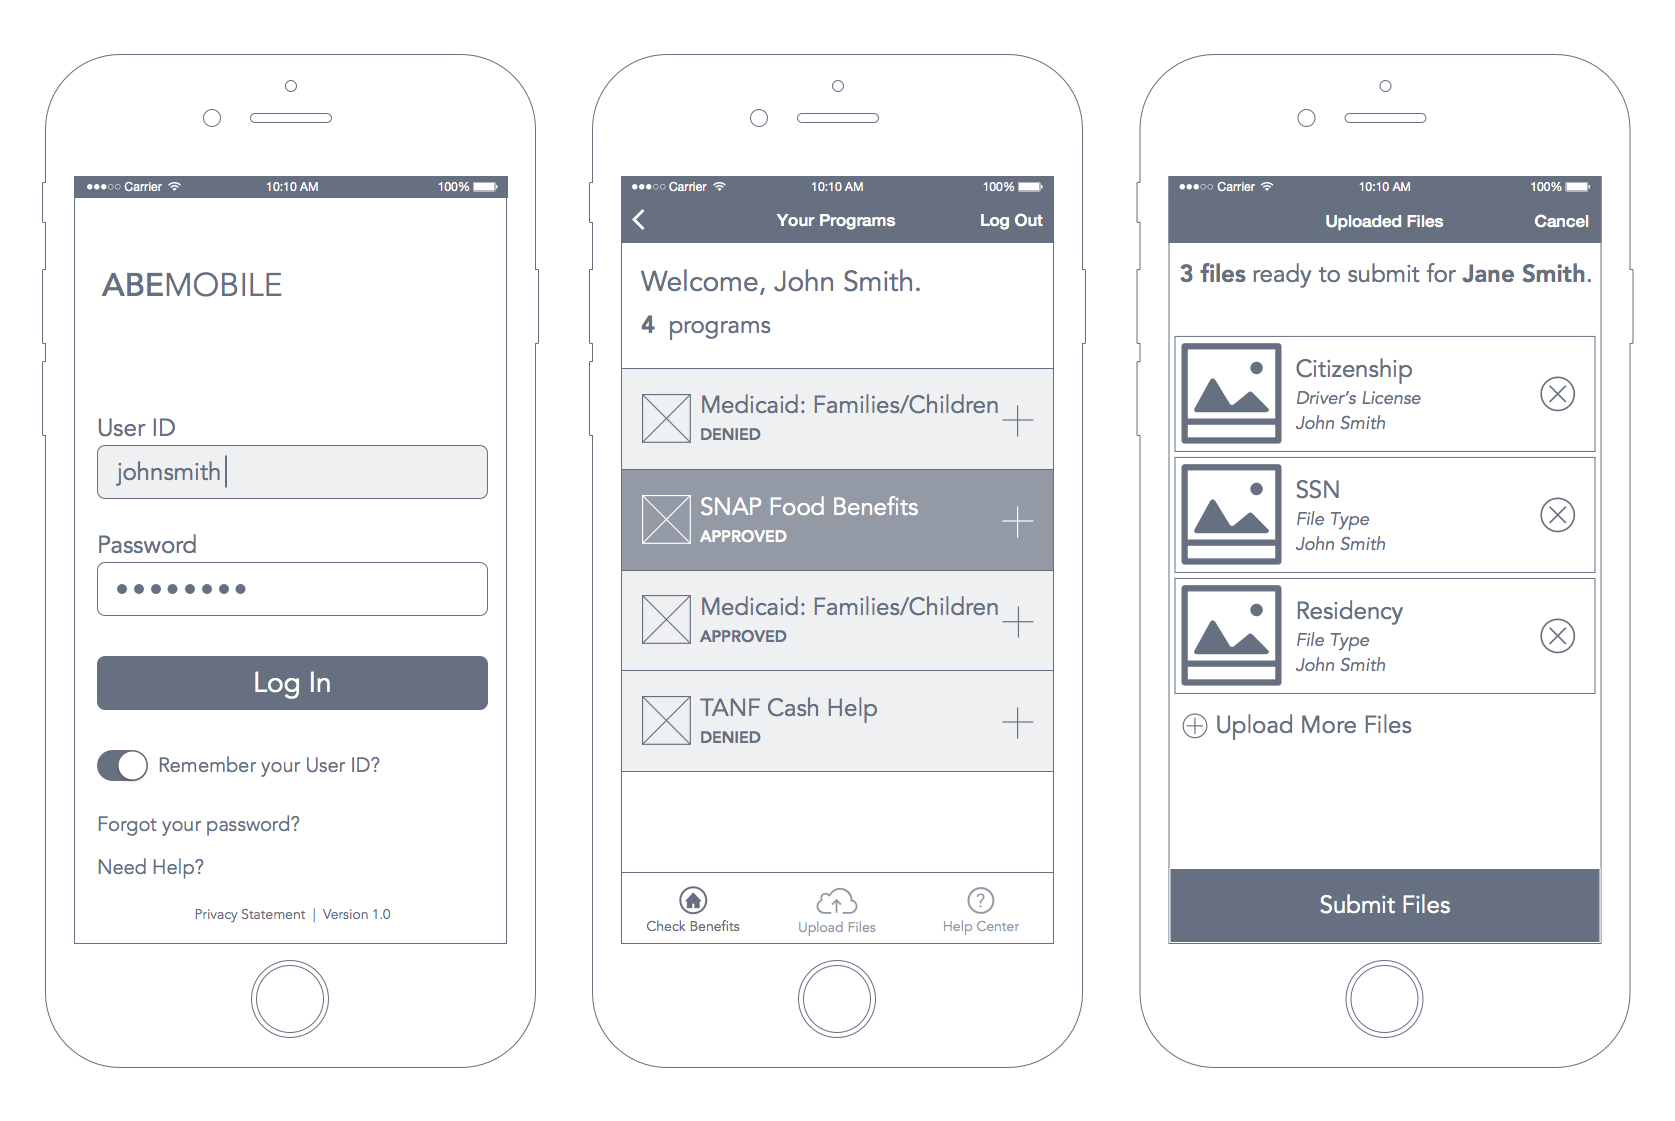 Carrier 10:10 AM 100%
ABEMOBILE
User ID
johnsmith
Password
Log In
Remember your User ID?
Forgot your password?
Need Help?
Privacy Statement | Version 1.0
Carrier 10:10 AM 100%
Your Programs Log Out
Welcome, John Smith.
4 programs
Medicaid: Families/Children
DENIED
SNAP Food Benefits
APPROVED
Medicaid: Families/Children
APPROVED
TANF Cash Help
DENIED
Check Benefits Upload Files Help Center
Carrier 10:10 AM 100%
Uploaded Files Cancel
3 files ready to submit for Jane Smith.
Citizenship
Driver's License
John Smith
SSN
File Type
John Smith
Residency
File Type
John Smith
Upload More Files
Submit Files